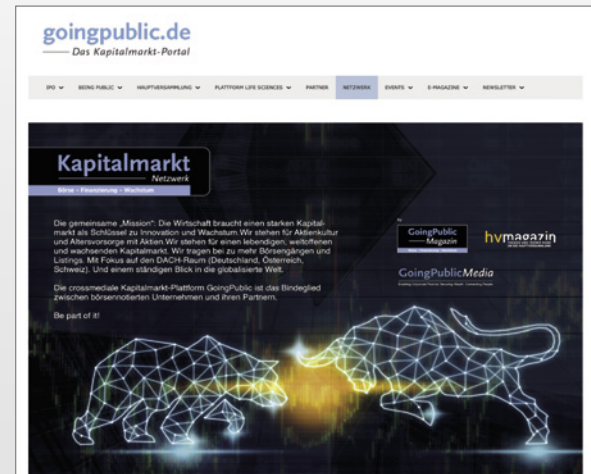 goingpublic.de
Das Kapitalmarkt-Portal
IPO BEING PUBLIC HAUPTVERSAMMLUNG PLATTFORM LIFE SCIENCES PARTNER NETZWERK EVENTS E-MAGAZINE NEWSLETTER
Kapitalmarkt
Netzwerk
Börse – Finanzierung – Wachstum
Die gemeinsame „Mission“: Die Wirtschaft braucht einen starken Kapital-
markt als Schlüssel zu Innovation und Wachstum.Wir stehen für Aktienkultur
und Altersvorsorge mit Aktien.Wir stehen für einen lebendigen, weltoffenen
und wachsenden Kapitalmarkt. Wir tragen bei zu mehr Börsengängen und
Listings. Mit Fokus auf den DACH-Raum (Deutschland, Österreich,
Schweiz). Und einem ständigen Blick in die globalisierte Welt.
Die crossmediale Kapitalmarkt-Plattform GoingPublic ist das Bindeglied
zwischen börsennotierten Unternehmen und ihren Partnern.
Be part of it!
by
GoingPublic
Magazin
hvmagazin
GoingPublicMedia